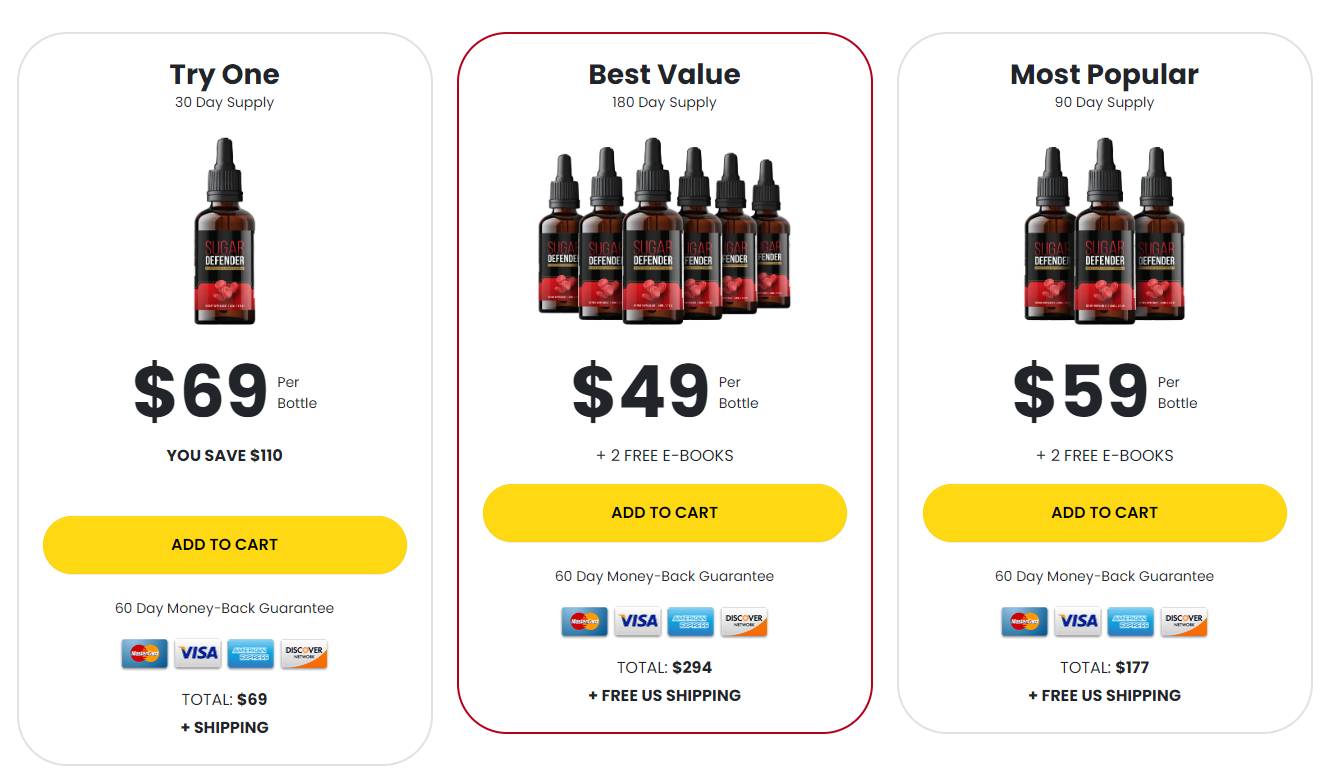 Try One
30 Day Supply
SUGAR
DEFENDER
$69 Per
Bottle
YOU SAVE $110
ADD TO CART
60 Day Money-Back Guarantee
MasterCard VISA AMERICAN EXPRESS DISCOVER NETWORK
TOTAL: $69
+ SHIPPING
Best Value
180 Day Supply
SUGAR
DEFENDER
$49 Per
Bottle
+ 2 FREE E-BOOKS
ADD TO CART
60 Day Money-Back Guarantee
MasterCard VISA AMERICAN EXPRESS DISCOVER NETWORK
TOTAL: $294
+ FREE US SHIPPING
Most Popular
90 Day Supply
SUGAR
DEFENDER
$59 Per
Bottle
+ 2 FREE E-BOOKS
ADD TO CART
60 Day Money-Back Guarantee
MasterCard VISA AMERICAN EXPRESS DISCOVER NETWORK
TOTAL: $177
+ FREE US SHIPPING